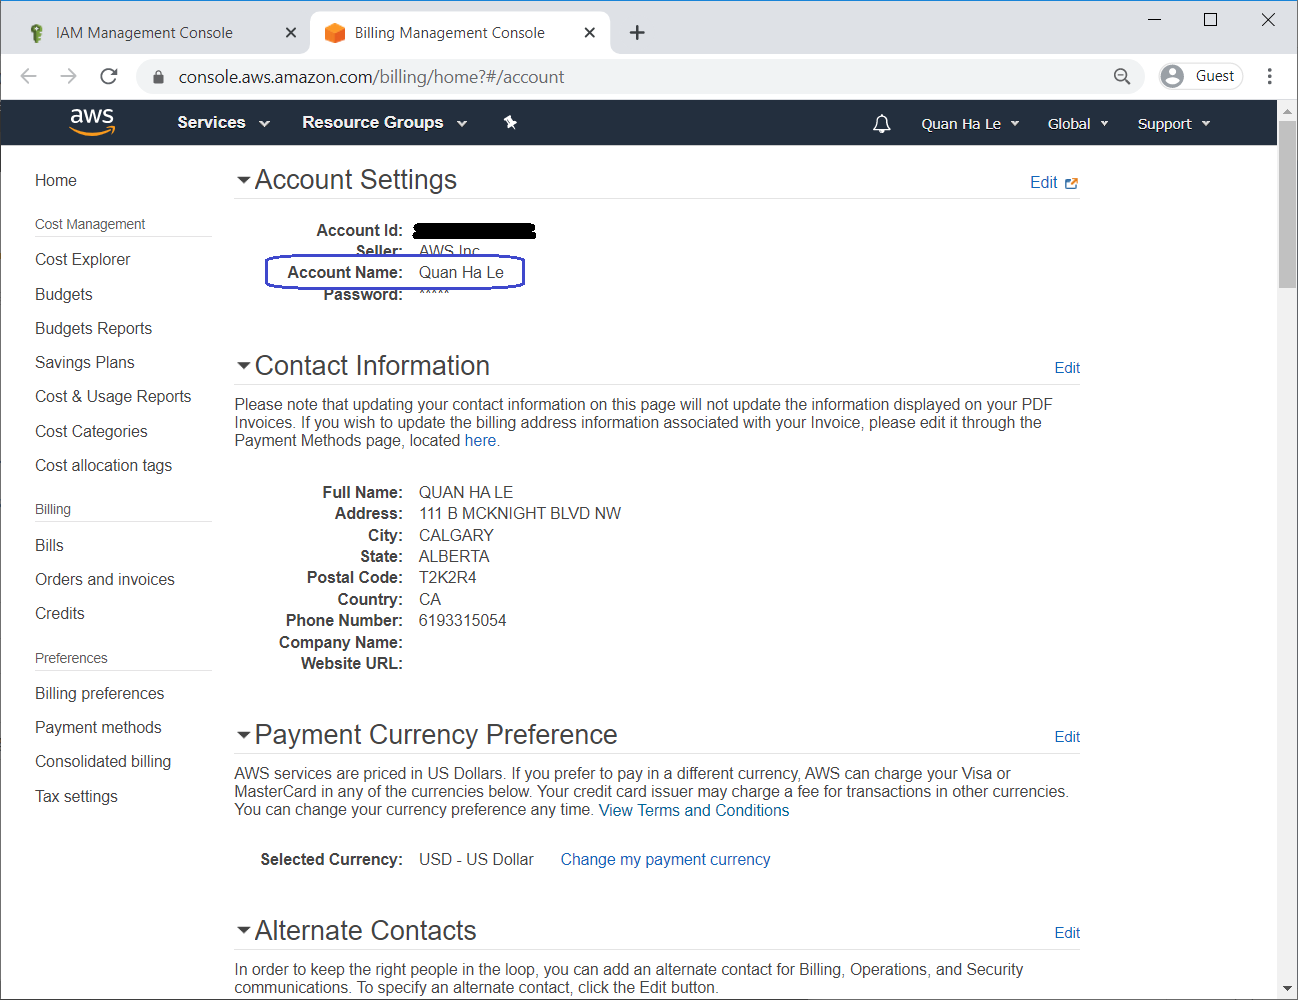 IAM Management Console
Billing Management Console
console.aws.amazon.com/billing/home?#/account
Guest
aws
Services
Resource Groups
Quan Ha Le
Global
Support
Home
Cost Management
Cost Explorer
Budgets
Budgets Reports
Savings Plans
Cost & Usage Reports
Cost Categories
Cost allocation tags
Billing
Bills
Orders and invoices
Credits
Preferences
Billing preferences
Payment methods
Consolidated billing
Tax settings
Account Settings
Edit
Account Id:
Seller: AWS Inc
Account Name: Quan Ha Le
Password: *****
Contact Information
Edit
Please note that updating your contact information on this page will not update the information displayed on your PDF
Invoices. If you wish to update the billing address information associated with your Invoice, please edit it through the
Payment Methods page, located here.
Full Name: QUAN HA LE
Address: 111 B MCKNIGHT BLVD NW
City: CALGARY
State: ALBERTA
Postal Code: T2K2R4
Country: CA
Phone Number: 6193315054
Company Name:
Website URL:
Payment Currency Preference
Edit
AWS services are priced in US Dollars. If you prefer to pay in a different currency, AWS can charge your Visa or
MasterCard in any of the currencies below. Your credit card issuer may charge a fee for transactions in other currencies.
You can change your currency preference any time. View Terms and Conditions
Selected Currency: USD - US Dollar Change my payment currency
Alternate Contacts
Edit
In order to keep the right people in the loop, you can add an alternate contact for Billing, Operations, and Security
communications. To specify an alternate contact, click the Edit button.